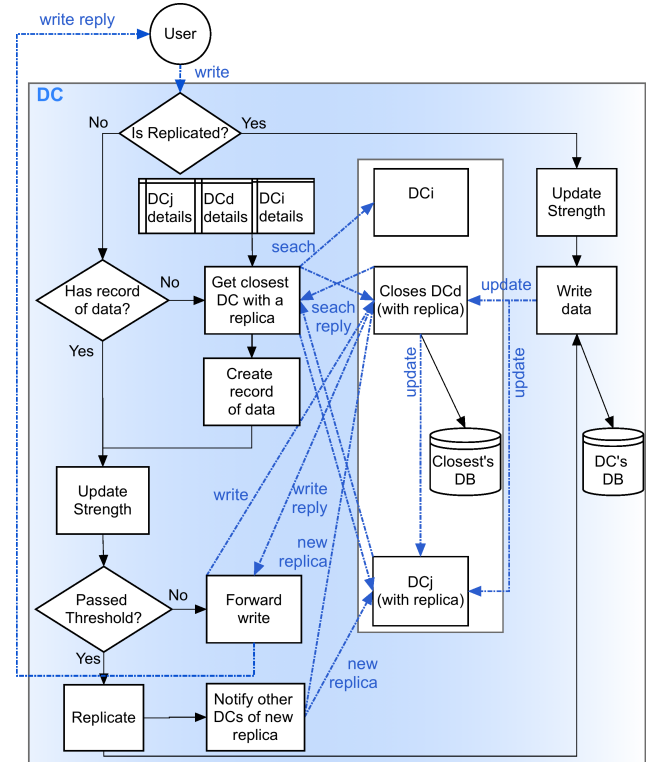 write reply
User
write
DC
No
Is Replicated?
Yes
DCj
details
DCd
details
DCi
details
DCi
Update
Strength
seach
Has record
of data?
No
Get closest
DC with a
replica
seach
reply
Closes DCd
(with replica)
update
Write
data
Yes
Create
record
of data
update
update
Closest's
DB
DC's
DB
Update
Strength
write
write
reply
new
replica
Passed
Threshold?
No
Forward
write
DCj
(with replica)
Yes
new
replica
Replicate
Notify other
DCs of new
replica